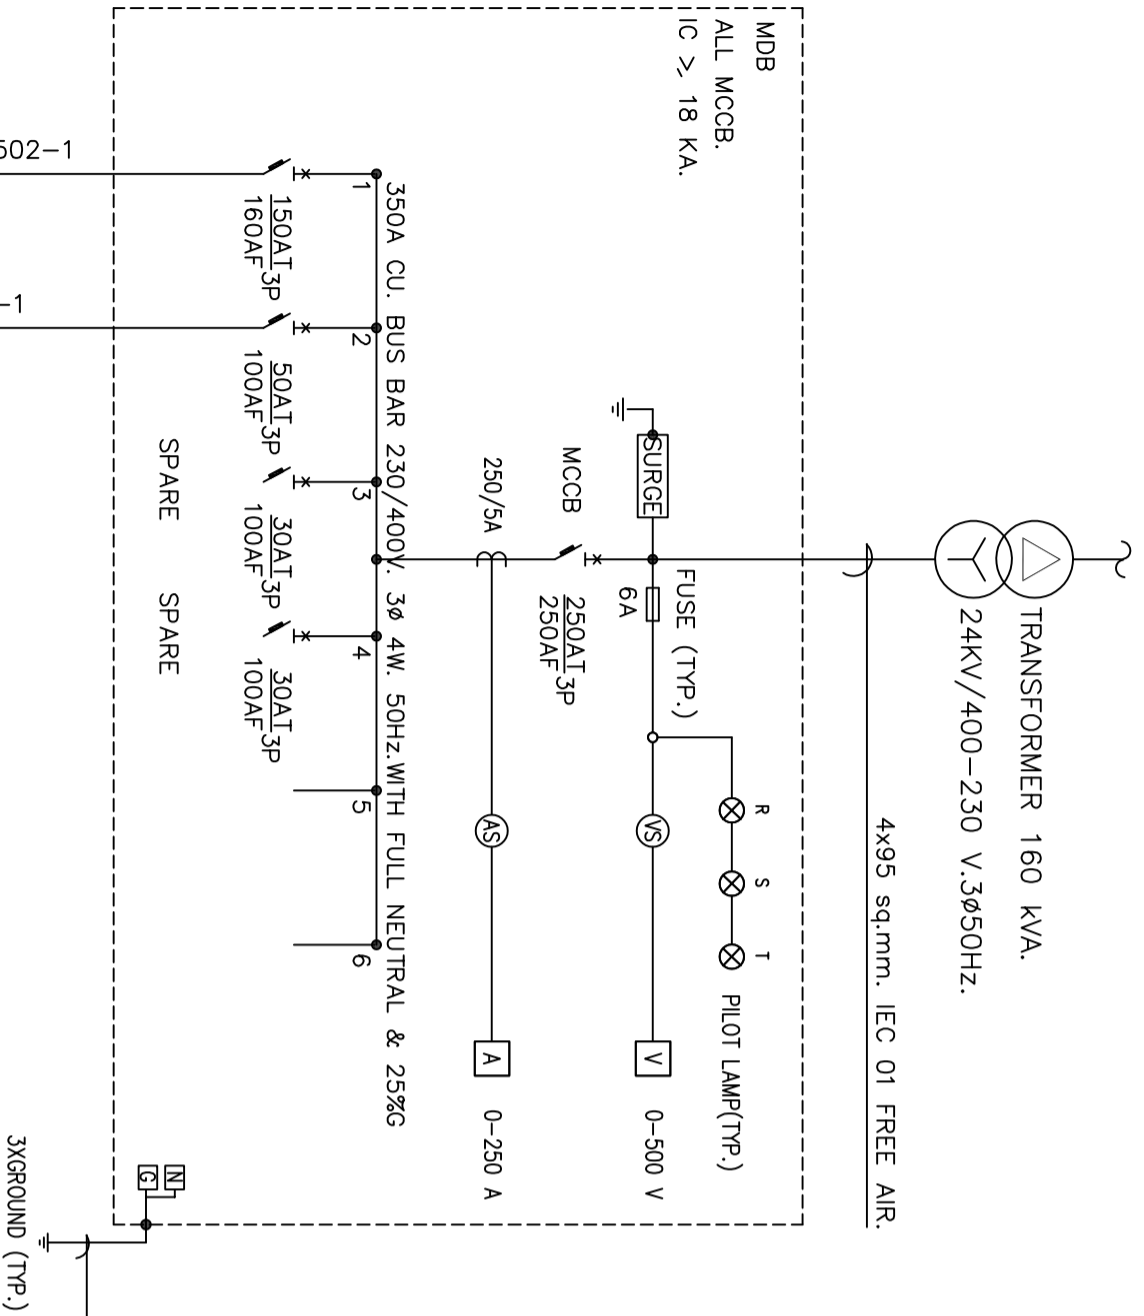 TRANSFORMER 160 kVA.
24KV/400-230 V.3ø50Hz.
4x95 sq.mm. IEC 01 FREE AIR.
MDB
ALL MCCB.
IC ≥ 18 KA.
R
S
T
PILOT LAMP(TYP.)
SURGE
FUSE (TYP.)
6A
VS
V
0-500 V
MCCB
250AT
250AF
3P
250/5A
AS
A
0-250 A
350A CU. BUS BAR 230/400V. 3ø 4W. 50Hz.WITH FULL NEUTRAL & 25%G
1
2
3
4
5
6
150AT
160AF
3P
50AT
100AF
3P
30AT
100AF
3P
30AT
100AF
3P
SPARE
SPARE
N
G
502-1
-1
3XGROUND (TYP.)